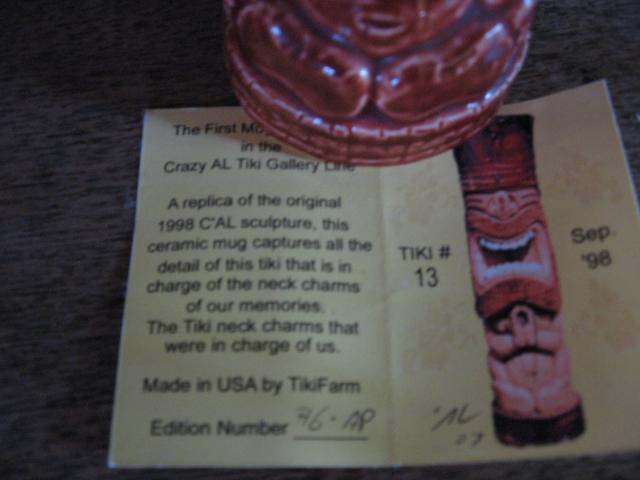 The First
in the
Crazy AL Tiki Gallery Line
A replica of the original
1998 C'AL sculpture, this
ceramic mug captures all the
detail of this tiki that is in
charge of the neck charms
of our memories.
The Tiki neck charms that
were in charge of us.
Made in USA by TikiFarm
Edition Number 76-AP
TIKI #
13
Sep.
'98
'AL
07